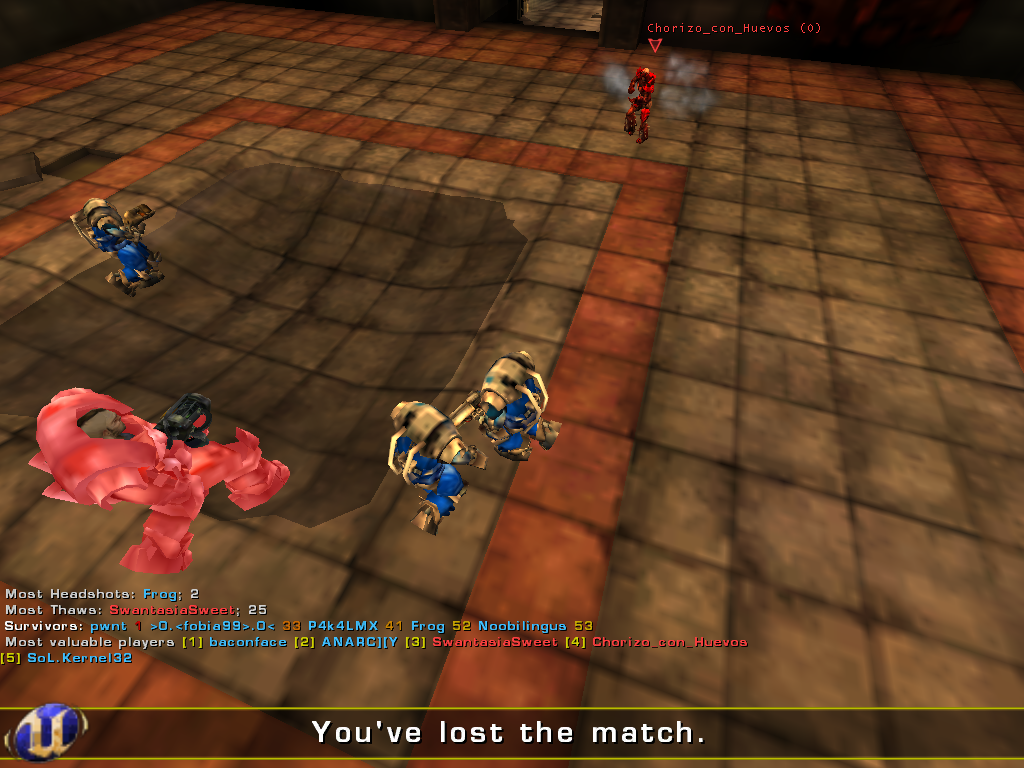 Chorizo_con_Huevos (0)
Most Headshots: Frog; 2
Most Thaws: SwantasiaSweet; 25
Survivors: pwnt 1 >0.<fobia99>.0< 33 P4k4LMX 41 Frog 52 Noobilingus 53
Most valuable players [1] baconface [2] ANARC][Y [3] SwantasiaSweet [4] Chorizo_con_Huevos
[5] SoL.Kernel32
You've lost the match.